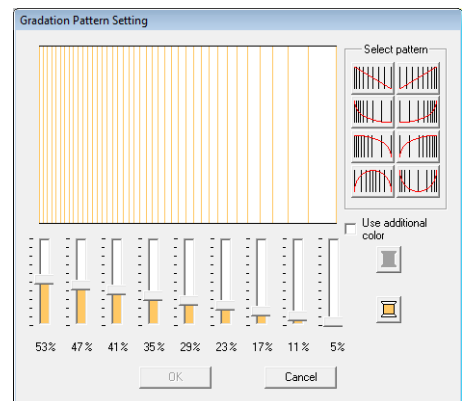 Gradation Pattern Setting
Select pattern
Use additional
color
53% 47% 41% 35% 29% 23% 17% 11% 5%
OK Cancel